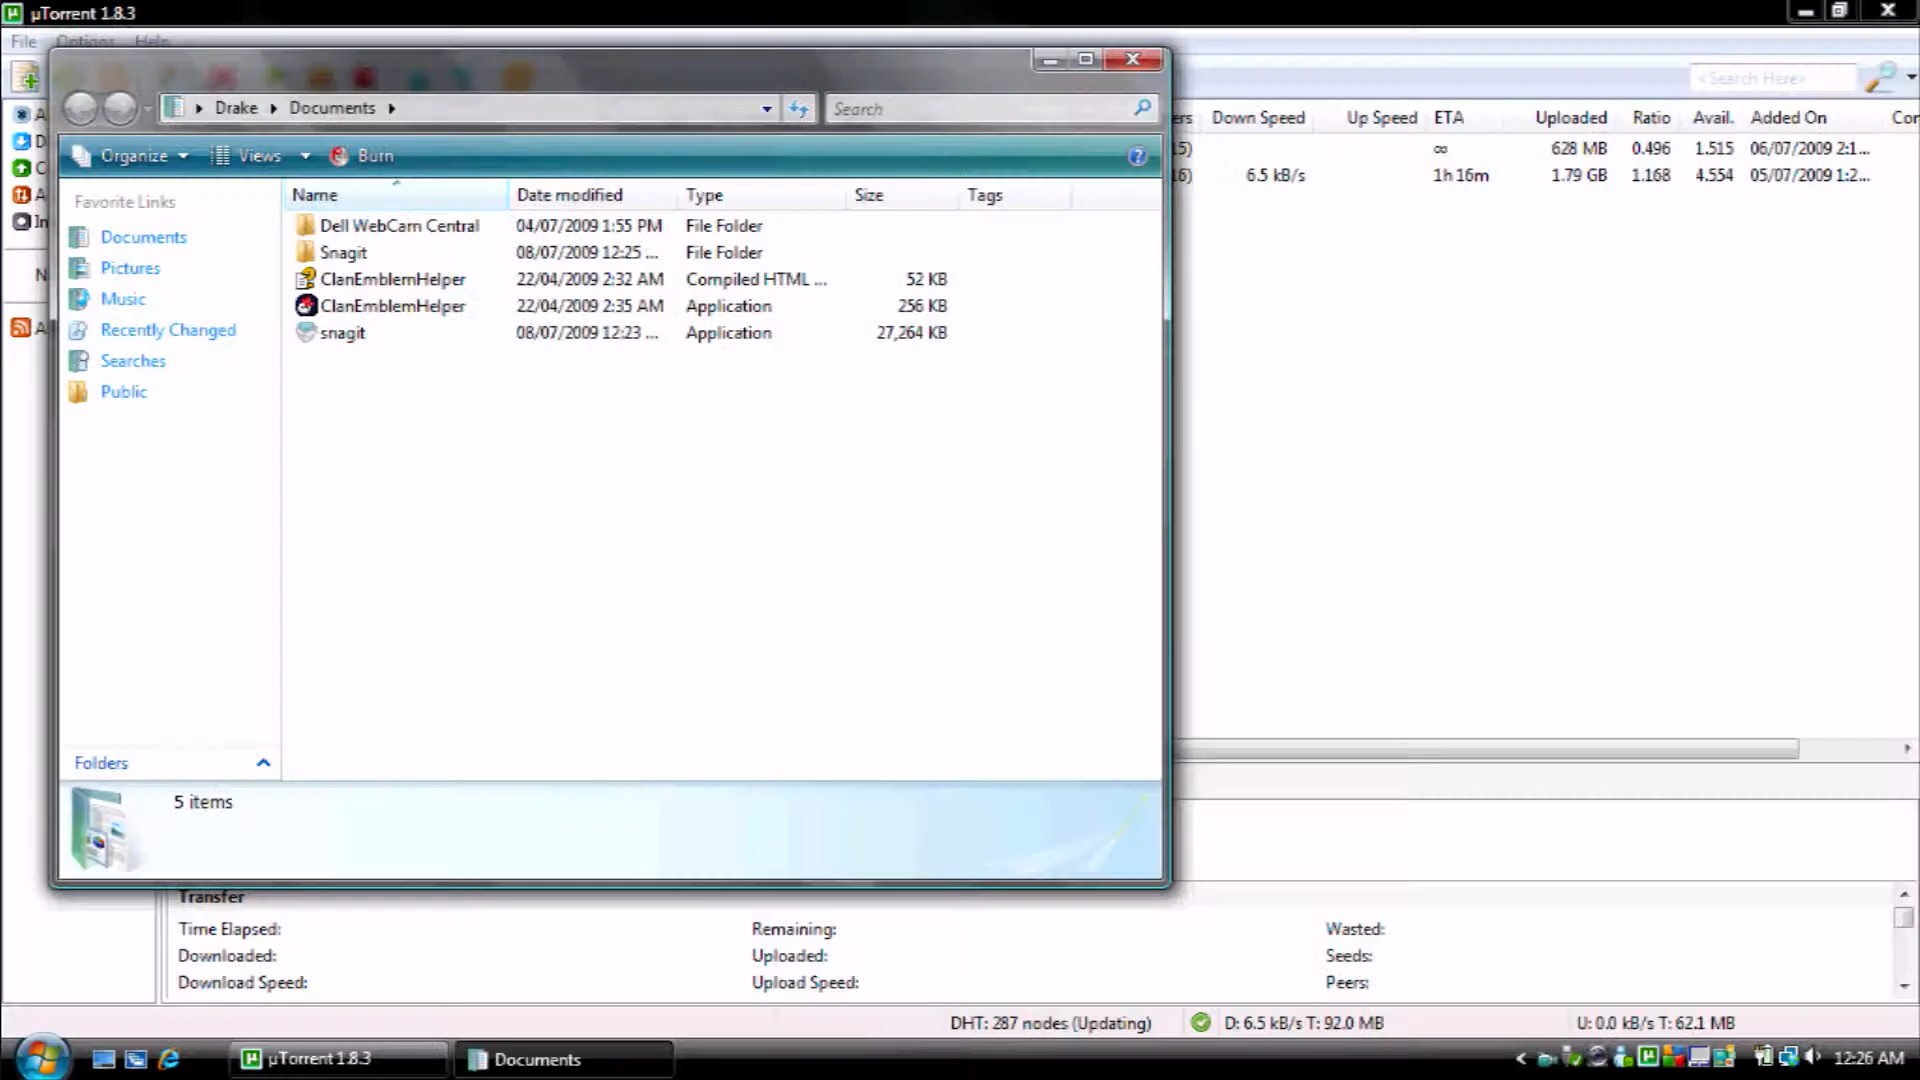 µTorrent 1.8.3
File Options Help
<Search Here>
Drake Documents
Search
Down Speed Up Speed ETA Uploaded Ratio Avail. Added On
∞ 628 MB 0.496 1.515 06/07/2009 2:1...
6.5 kB/s 1h 16m 1.79 GB 1.168 4.554 05/07/2009 1:2...
Organize Views Burn
Favorite Links
Documents
Pictures
Music
Recently Changed
Searches
Public
Folders
Name Date modified Type Size Tags
Dell WebCam Central 04/07/2009 1:55 PM File Folder
Snagit 08/07/2009 12:25 ... File Folder
ClanEmblemHelper 22/04/2009 2:32 AM Compiled HTML ... 52 KB
ClanEmblemHelper 22/04/2009 2:35 AM Application 256 KB
snagit 08/07/2009 12:23 ... Application 27,264 KB
5 items
Transfer
Time Elapsed: Remaining: Wasted:
Downloaded: Uploaded: Seeds:
Download Speed: Upload Speed: Peers:
DHT: 287 nodes (Updating) D: 6.5 kB/s T: 92.0 MB U: 0.0 kB/s T: 62.1 MB
µTorrent 1.8.3 Documents 12:26 AM